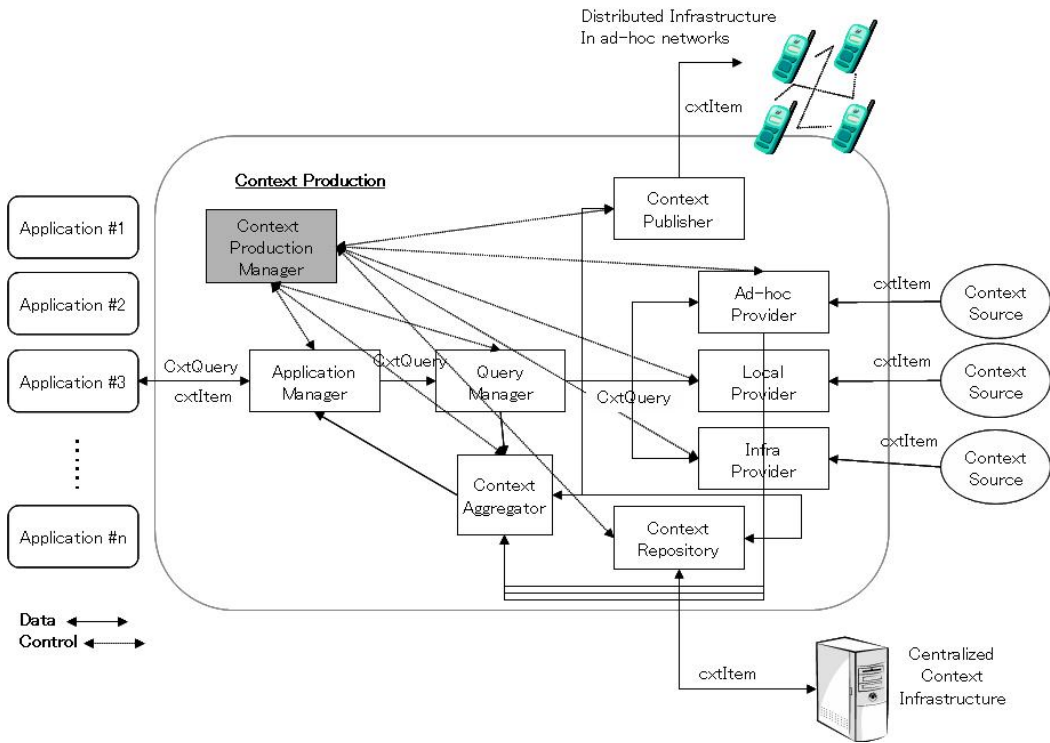 Distributed Infrastructure
In ad-hoc networks
cxtItem
Context Production
Context
Publisher
Context
Production
Manager
Application #1
Application #2
Application #3
Application #n
CxtQuery
cxtItem
Application
Manager
CxtQuery
Query
Manager
CxtQuery
Ad-hoc
Provider
Local
Provider
Infra
Provider
cxtItem
Context
Source
cxtItem
Context
Source
cxtItem
Context
Source
Context
Aggregator
Context
Repository
Data
Control
cxtItem
Centralized
Context
Infrastructure